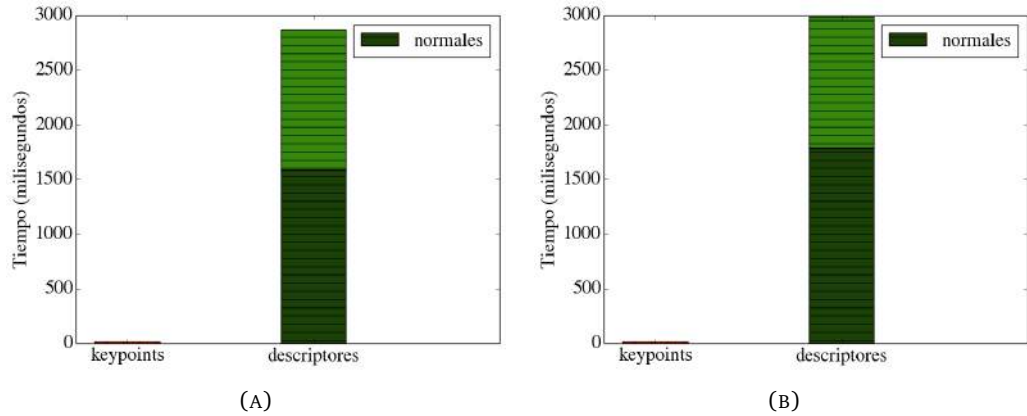 3000
2500
2000
1500
1000
500
0
Tiempo (milisegundos)
normales
keypoints descriptores
(A)
3000
2500
2000
1500
1000
500
0
Tiempo (milisegundos)
normales
keypoints descriptores
(B)